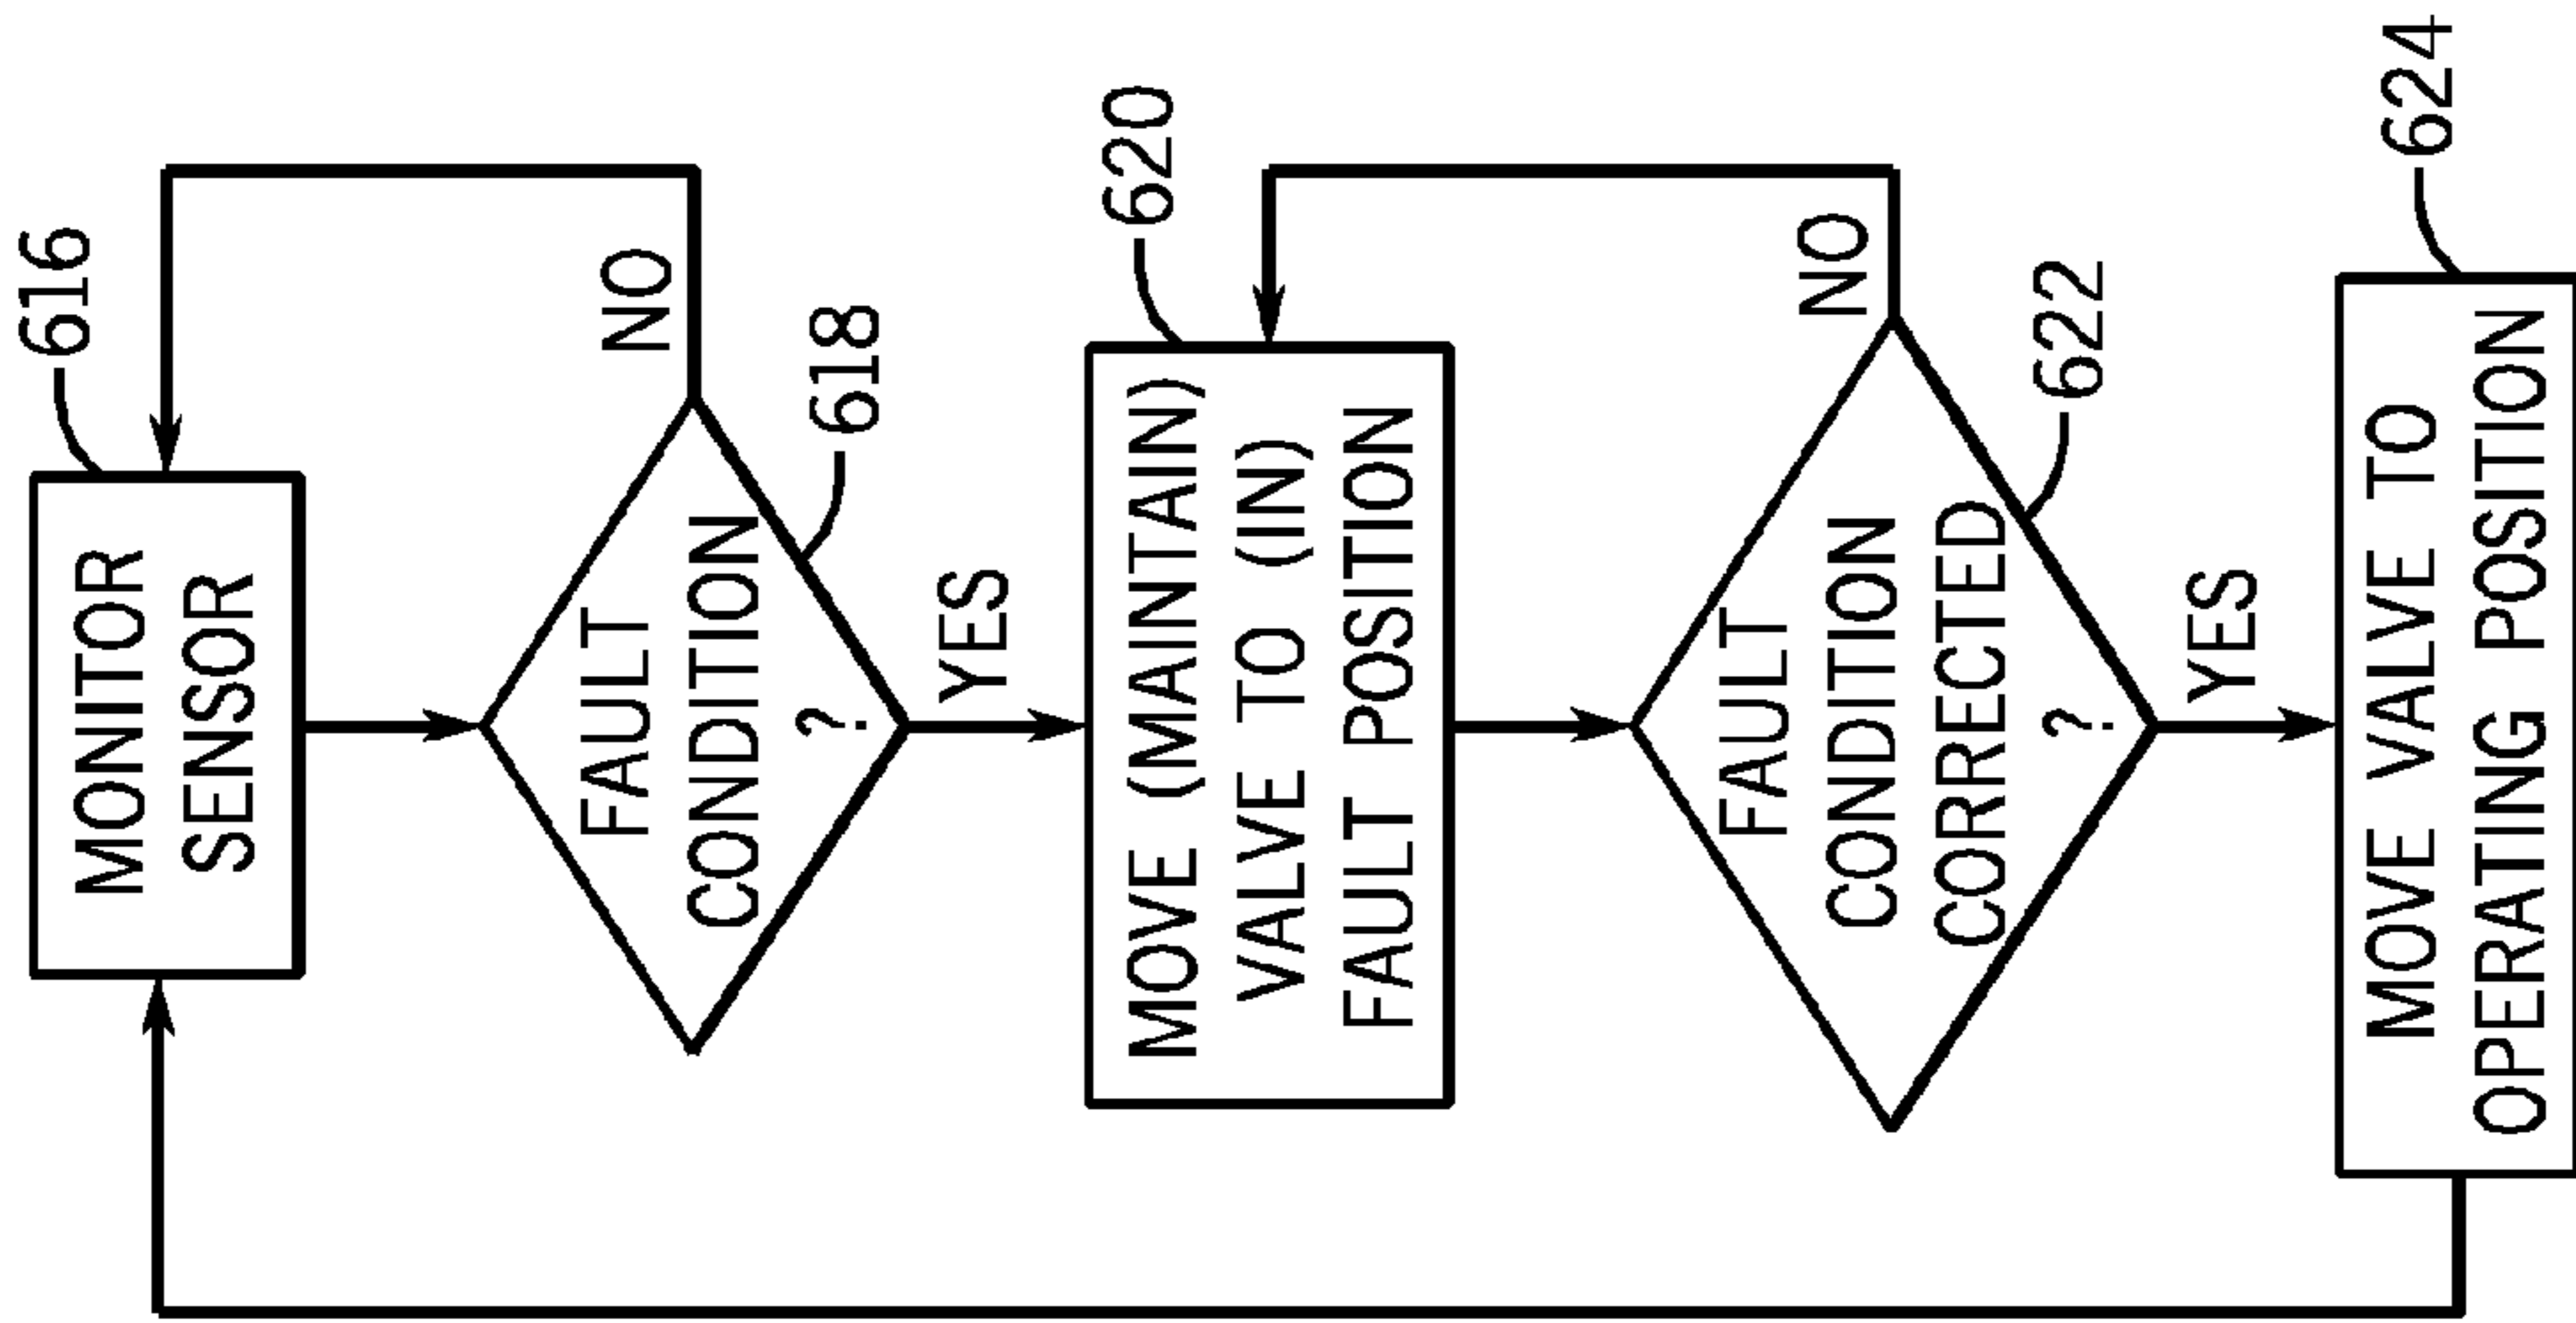 616
MONITOR
SENSOR
NO
618
FAULT
CONDITION
?
YES
620
MOVE (MAINTAIN)
VALVE TO (IN)
FAULT POSITION
NO
622
FAULT
CONDITION
CORRECTED
?
YES
624
MOVE VALVE TO
OPERATING POSITION